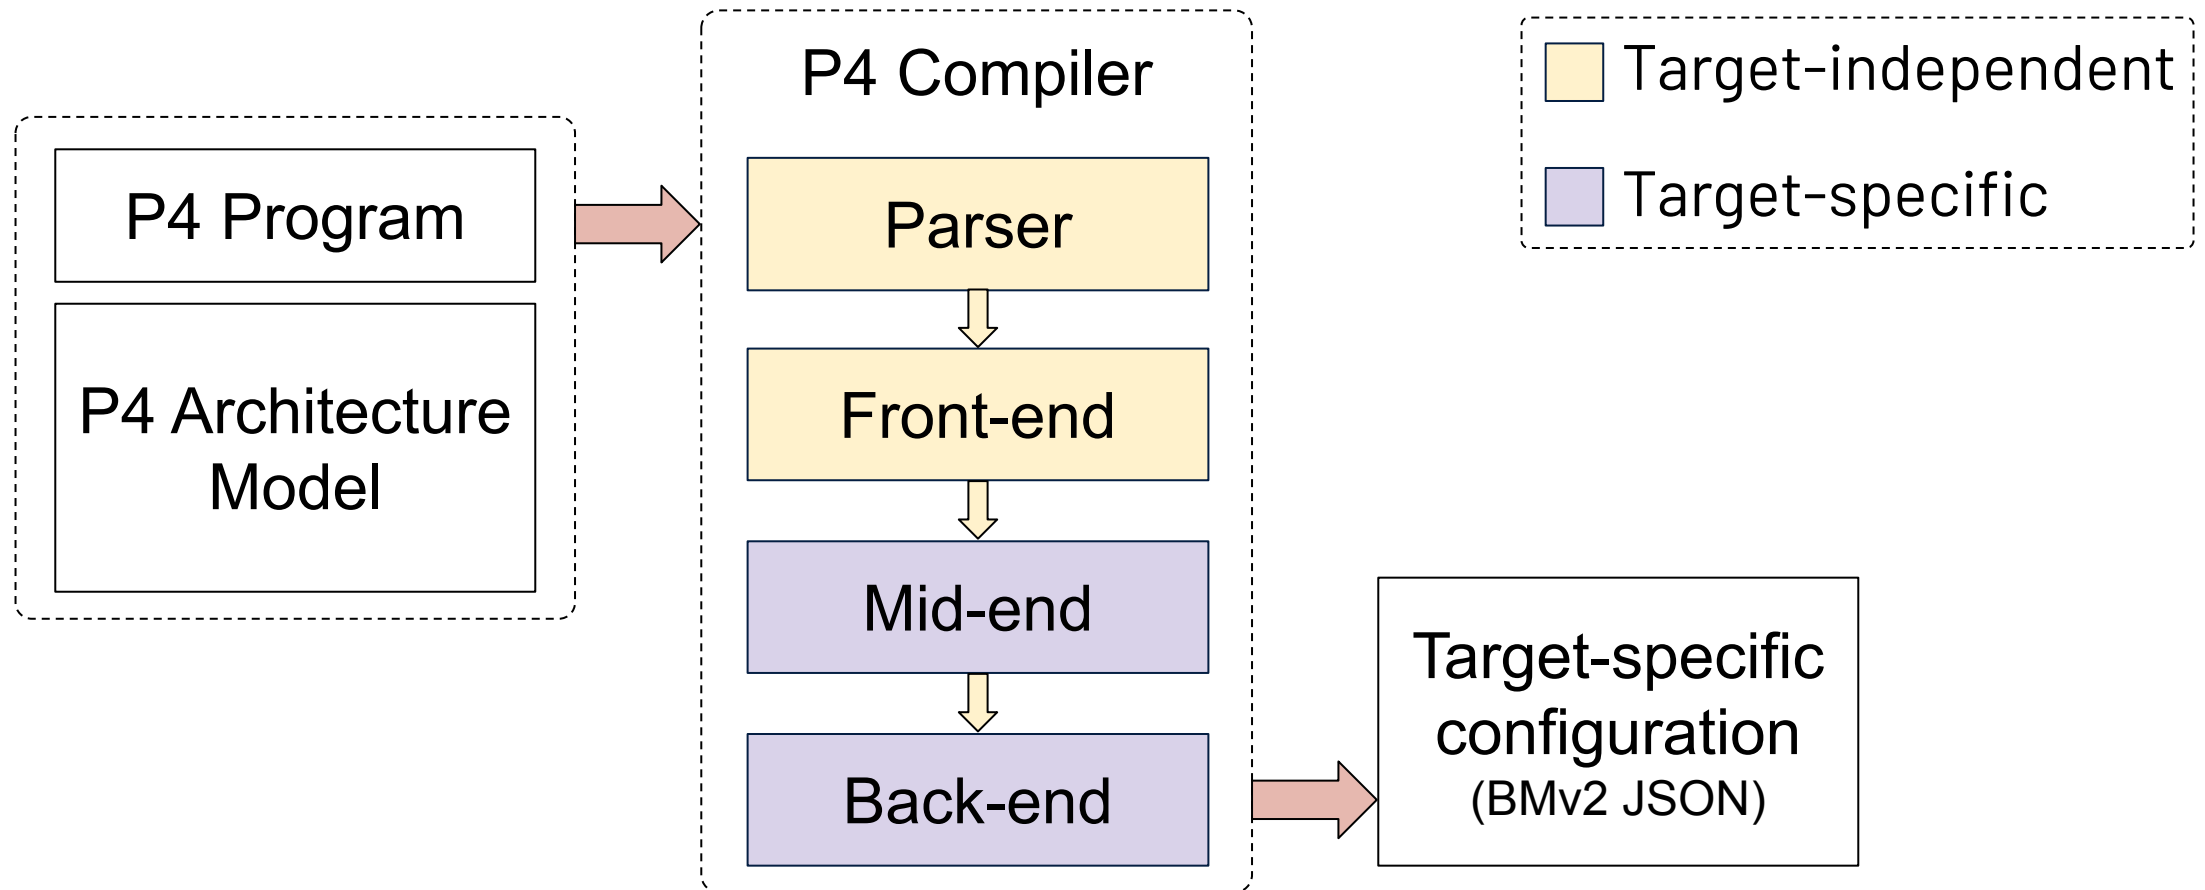 P4 Program
P4 Architecture
Model
P4 Compiler
Parser
Front-end
Mid-end
Back-end
Target-specific
configuration
(BMv2 JSON)
Target-independent
Target-specific